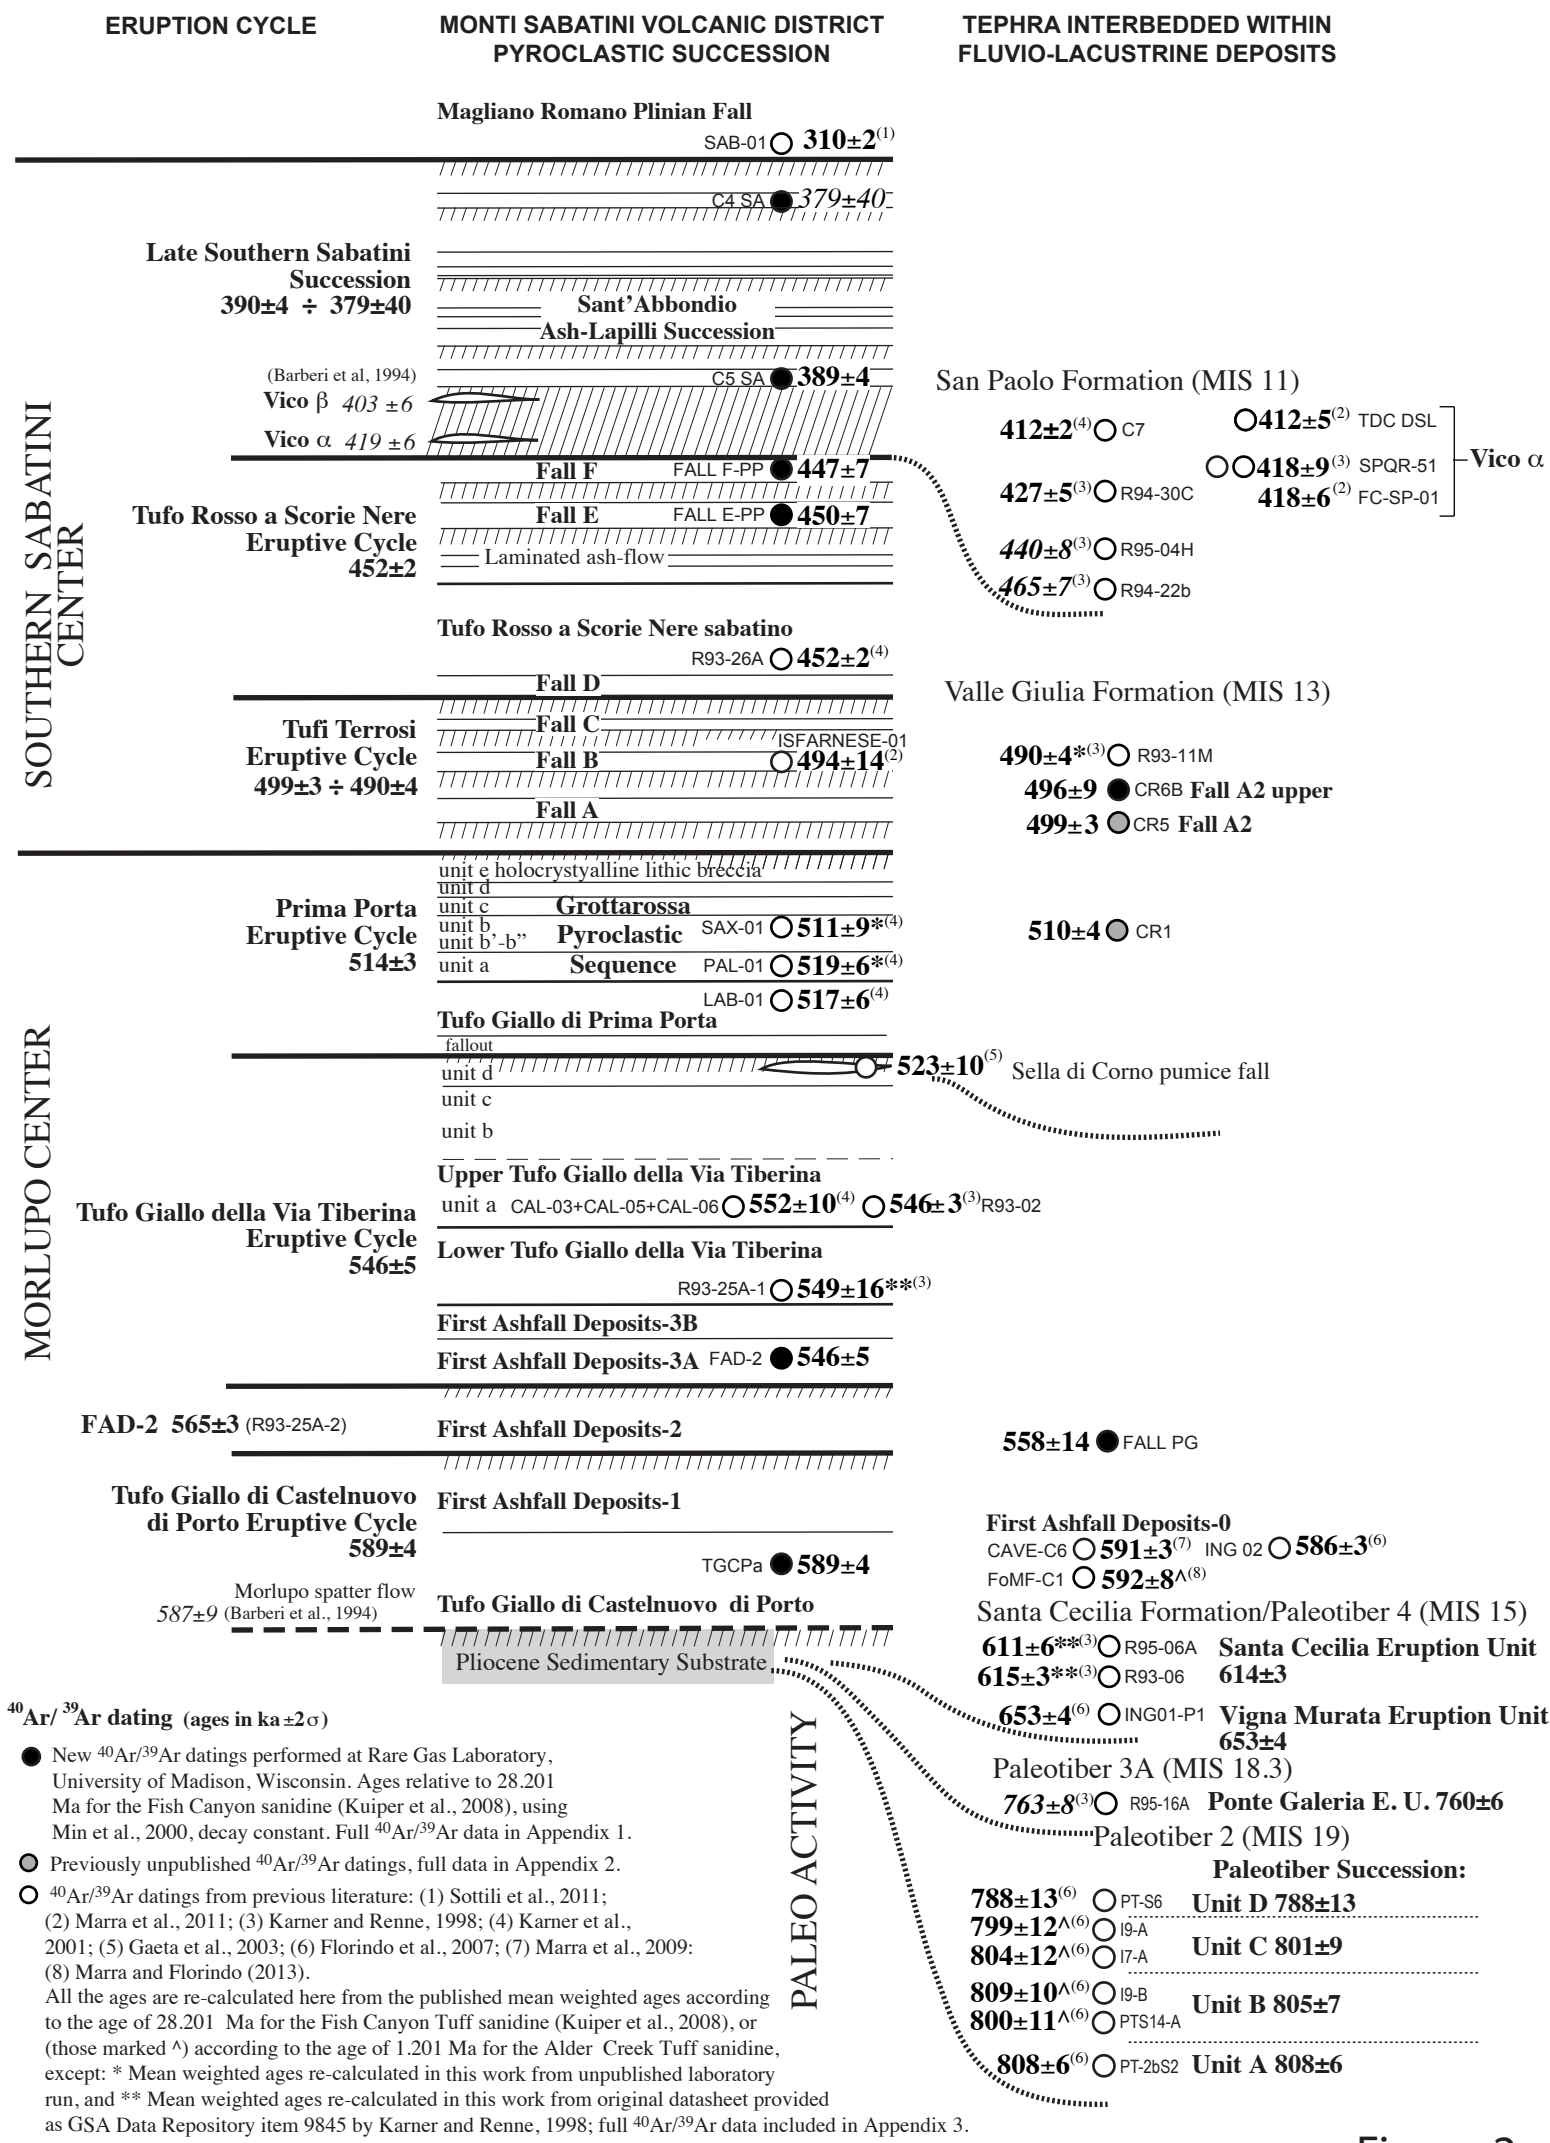 ERUPTION CYCLE
MONTI SABATINI VOLCANIC DISTRICT
PYROCLASTIC SUCCESSION
TEPHRA INTERBEDDED WITHIN
FLUVIO-LACUSTRINE DEPOSITS
Magliano Romano Plinian Fall
SAB-01 310±2(1)
C4 SA 379±40
Late Southern Sabatini
Succession
390±4 ÷ 379±40
Sant'Abbondio
Ash-Lapilli Succession
(Barberi et al, 1994)
C5 SA 389±4
Vico β 403 ±6
Vico α 419 ±6
San Paolo Formation (MIS 11)
412±2(4) C7
412±5(2) TDC DSL
418±9(3) SPQR-51
Vico α
427±5(3) R94-30C
418±6(2) FC-SP-01
440±8(3) R95-04H
465±7(3) R94-22b
SOUTHERN SABATINI
CENTER
Fall F FALL F-PP 447±7
Tufo Rosso a Scorie Nere
Eruptive Cycle
452±2
Fall E FALL E-PP 450±7
Laminated ash-flow
Tufo Rosso a Scorie Nere sabatino
R93-26A 452±2(4)
Fall D
Valle Giulia Formation (MIS 13)
Tufi Terrosi
Eruptive Cycle
499±3 ÷ 490±4
Fall C
ISFARNESE-01
Fall B 494±14(2)
Fall A
490±4*(3) R93-11M
496±9 CR6B Fall A2 upper
499±3 CR5 Fall A2
unit e holocrystyalline lithic breccia
unit d
unit c Grottarossa
unit b SAX-01 511±9*(4)
unit b'-b” Pyroclastic
unit a Sequence PAL-01 519±6*(4)
Prima Porta
Eruptive Cycle
514±3
510±4 CR1
LAB-01 517±6(4)
Tufo Giallo di Prima Porta
fallout
MORLUPO CENTER
unit d
523±10(5) Sella di Corno pumice fall
unit c
unit b
Upper Tufo Giallo della Via Tiberina
unit a CAL-03+CAL-05+CAL-06 552±10(4) 546±3(3) R93-02
Tufo Giallo della Via Tiberina
Eruptive Cycle
546±5
Lower Tufo Giallo della Via Tiberina
R93-25A-1 549±16**(3)
First Ashfall Deposits-3B
First Ashfall Deposits-3A FAD-2 546±5
FAD-2 565±3 (R93-25A-2)
First Ashfall Deposits-2
558±14 FALL PG
Tufo Giallo di Castelnuovo
di Porto Eruptive Cycle
589±4
First Ashfall Deposits-1
TGCPa 589±4
Morlupo spatter flow
587±9 (Barberi et al., 1994)
Tufo Giallo di Castelnuovo di Porto
Pliocene Sedimentary Substrate
First Ashfall Deposits-0
CAVE-C6 591±3(7) ING 02 586±3(6)
FoMF-C1 592±8^(8)
Santa Cecilia Formation/Paleotiber 4 (MIS 15)
611±6**(3) R95-06A Santa Cecilia Eruption Unit
615±3**(3) R93-06 614±3
653±4(6) ING01-P1 Vigna Murata Eruption Unit
653±4
Paleotiber 3A (MIS 18.3)
763±8(3) R95-16A Ponte Galeria E. U. 760±6
Paleotiber 2 (MIS 19)
Paleotiber Succession:
788±13(6) PT-S6 Unit D 788±13
799±12^(6) I9-A
804±12^(6) I7-A Unit C 801±9
809±10^(6) I9-B
800±11^(6) PTS14-A Unit B 805±7
808±6(6) PT-2bS2 Unit A 808±6
PALEO ACTIVITY
40Ar/ 39Ar dating (ages in ka ±2σ)
New 40Ar/39Ar datings performed at Rare Gas Laboratory,
University of Madison, Wisconsin. Ages relative to 28.201
Ma for the Fish Canyon sanidine (Kuiper et al., 2008), using
Min et al., 2000, decay constant. Full 40Ar/39Ar data in Appendix 1.
Previously unpublished 40Ar/39Ar datings, full data in Appendix 2.
40Ar/39Ar datings from previous literature: (1) Sottili et al., 2011;
(2) Marra et al., 2011; (3) Karner and Renne, 1998; (4) Karner et al.,
2001; (5) Gaeta et al., 2003; (6) Florindo et al., 2007; (7) Marra et al., 2009:
(8) Marra and Florindo (2013).
All the ages are re-calculated here from the published mean weighted ages according
to the age of 28.201 Ma for the Fish Canyon Tuff sanidine (Kuiper et al., 2008), or
(those marked ^) according to the age of 1.201 Ma for the Alder Creek Tuff sanidine,
except: * Mean weighted ages re-calculated in this work from unpublished laboratory
run, and ** Mean weighted ages re-calculated in this work from original datasheet provided
as GSA Data Repository item 9845 by Karner and Renne, 1998; full 40Ar/39Ar data included in Appendix 3.